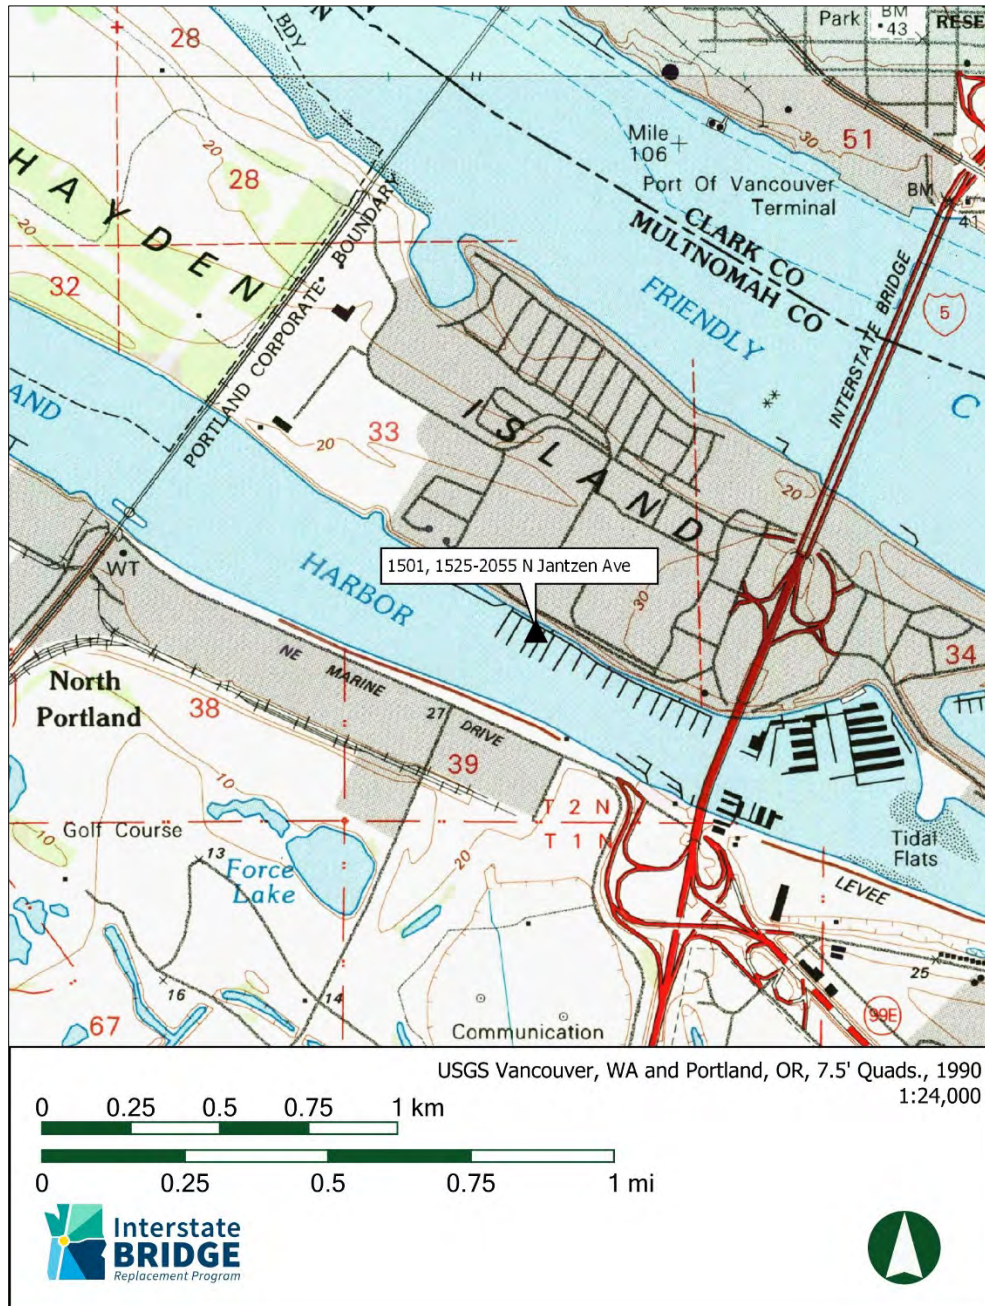 28
BDY
N
Park
BM
43
RESE
Mile
106
51
30
Port Of Vancouver
Terminal
BM
41
20
28
HAYDEN
20
32
CLARK CO
MULTNOMAH CO
FRIENDLY
INTERSTATE BRIDGE
5
C
PORTLAND CORPORATE BOUNDARY
AND
33
20
ISLAND
20
WT
HARBOR
1501, 1525-2055 N Jantzen Ave
30
34
North
Portland
NE MARINE DRIVE
38
27
39
10
T 2 N
T 1 N
10
Golf Course
13
20
Force
Lake
Tidal
Flats
LEVEE
16
14
25
67
Communication
99E
USGS Vancouver, WA and Portland, OR, 7.5' Quads., 1990
1:24,000
0 0.25 0.5 0.75 1 km
0 0.25 0.5 0.75 1 mi
Interstate
BRIDGE
Replacement Program